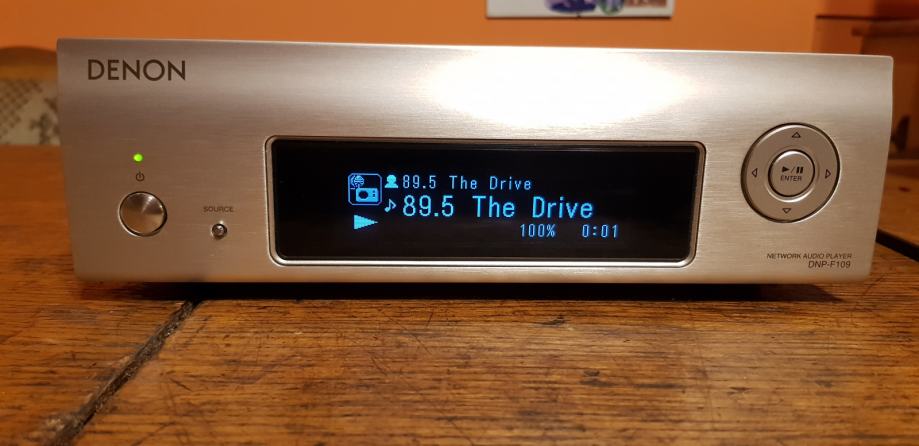 DENON
SOURCE
89.5 The Drive
89.5 The Drive
100% 0:01
ENTER
NETWORK AUDIO PLAYER
DNP-F109